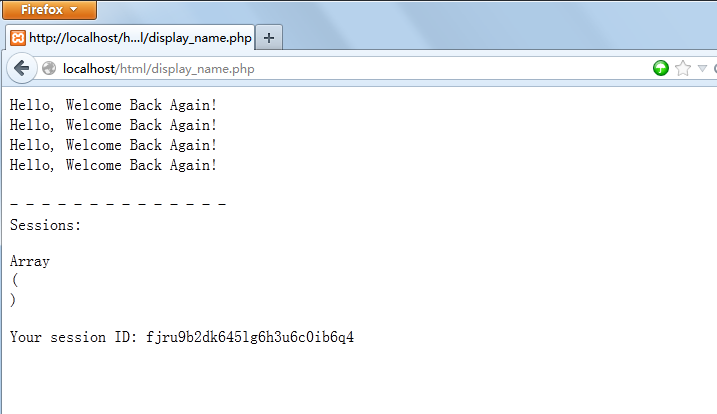 Firefox
http://localhost/h...l/display_name.php
localhost/html/display_name.php
Hello, Welcome Back Again!
Hello, Welcome Back Again!
Hello, Welcome Back Again!
Hello, Welcome Back Again!
_ _ _ _ _ _ _ _ _ _ _ _ _ _
Sessions:
Array
(
)
Your session ID: fjru9b2dk645lg6h3u6c0ib6q4